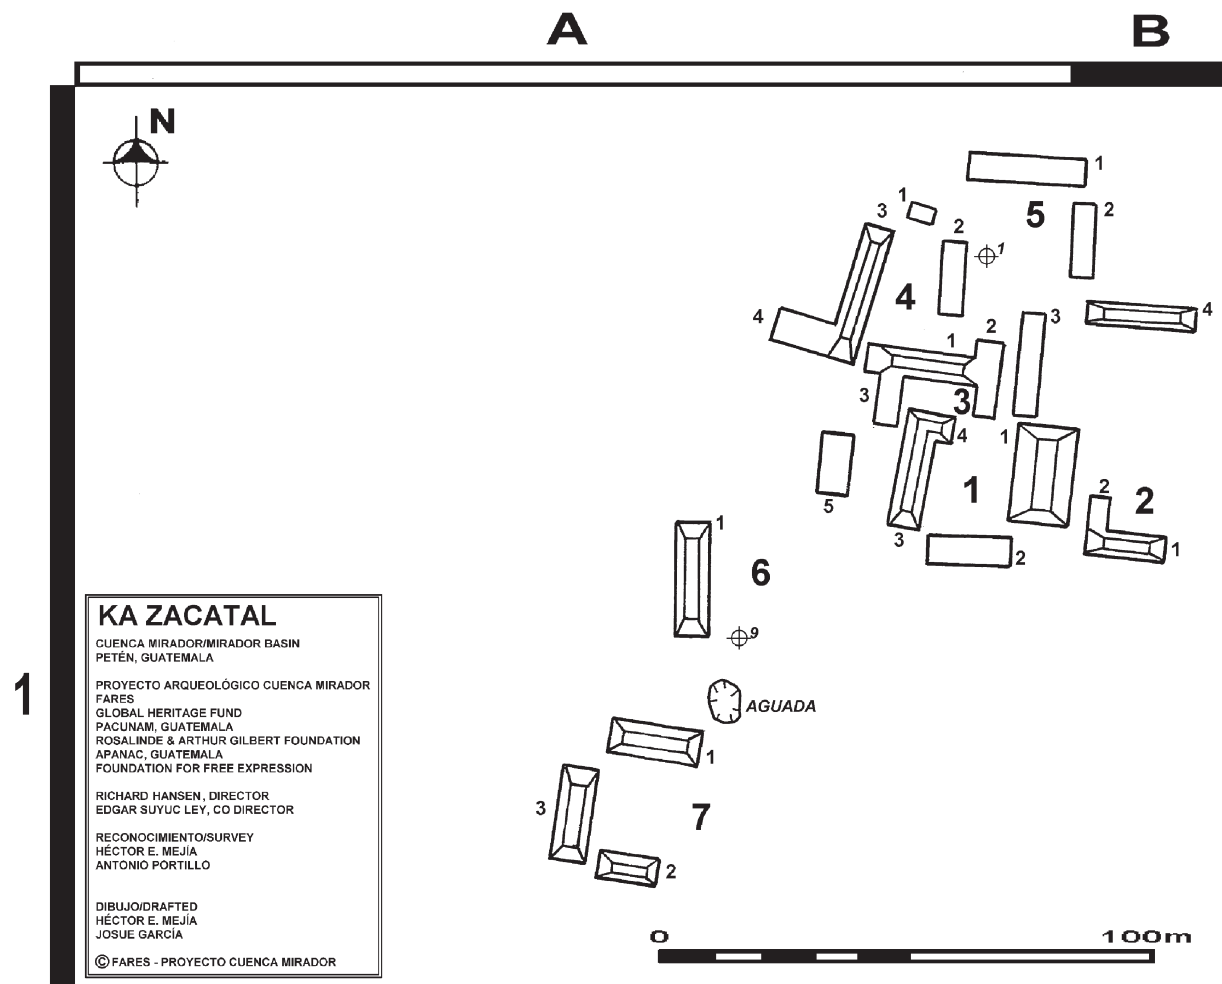 A B
N
1
5
1
3
2
2
1
4
4
4
3
1
2
3
3
1
4
1
5
2
2
3
2
1
1
6
9
KA ZACATAL
CUENCA MIRADOR/MIRADOR BASIN
PETÉN, GUATEMALA
PROYECTO ARQUEOLÓGICO CUENCA MIRADOR
FARES
GLOBAL HERITAGE FUND
PACUNAM, GUATEMALA
ROSALINDE & ARTHUR GILBERT FOUNDATION
APANAC, GUATEMALA
FOUNDATION FOR FREE EXPRESSION
RICHARD HANSEN, DIRECTOR
EDGAR SUYUC LEY, CO DIRECTOR
RECONOCIMIENTO/SURVEY
HÉCTOR E. MEJÍA
ANTONIO PORTILLO
DIBUJO/DRAFTED
HÉCTOR E. MEJÍA
JOSUE GARCÍA
© FARES - PROYECTO CUENCA MIRADOR
1
AGUADA
1
3
7
2
0 100m